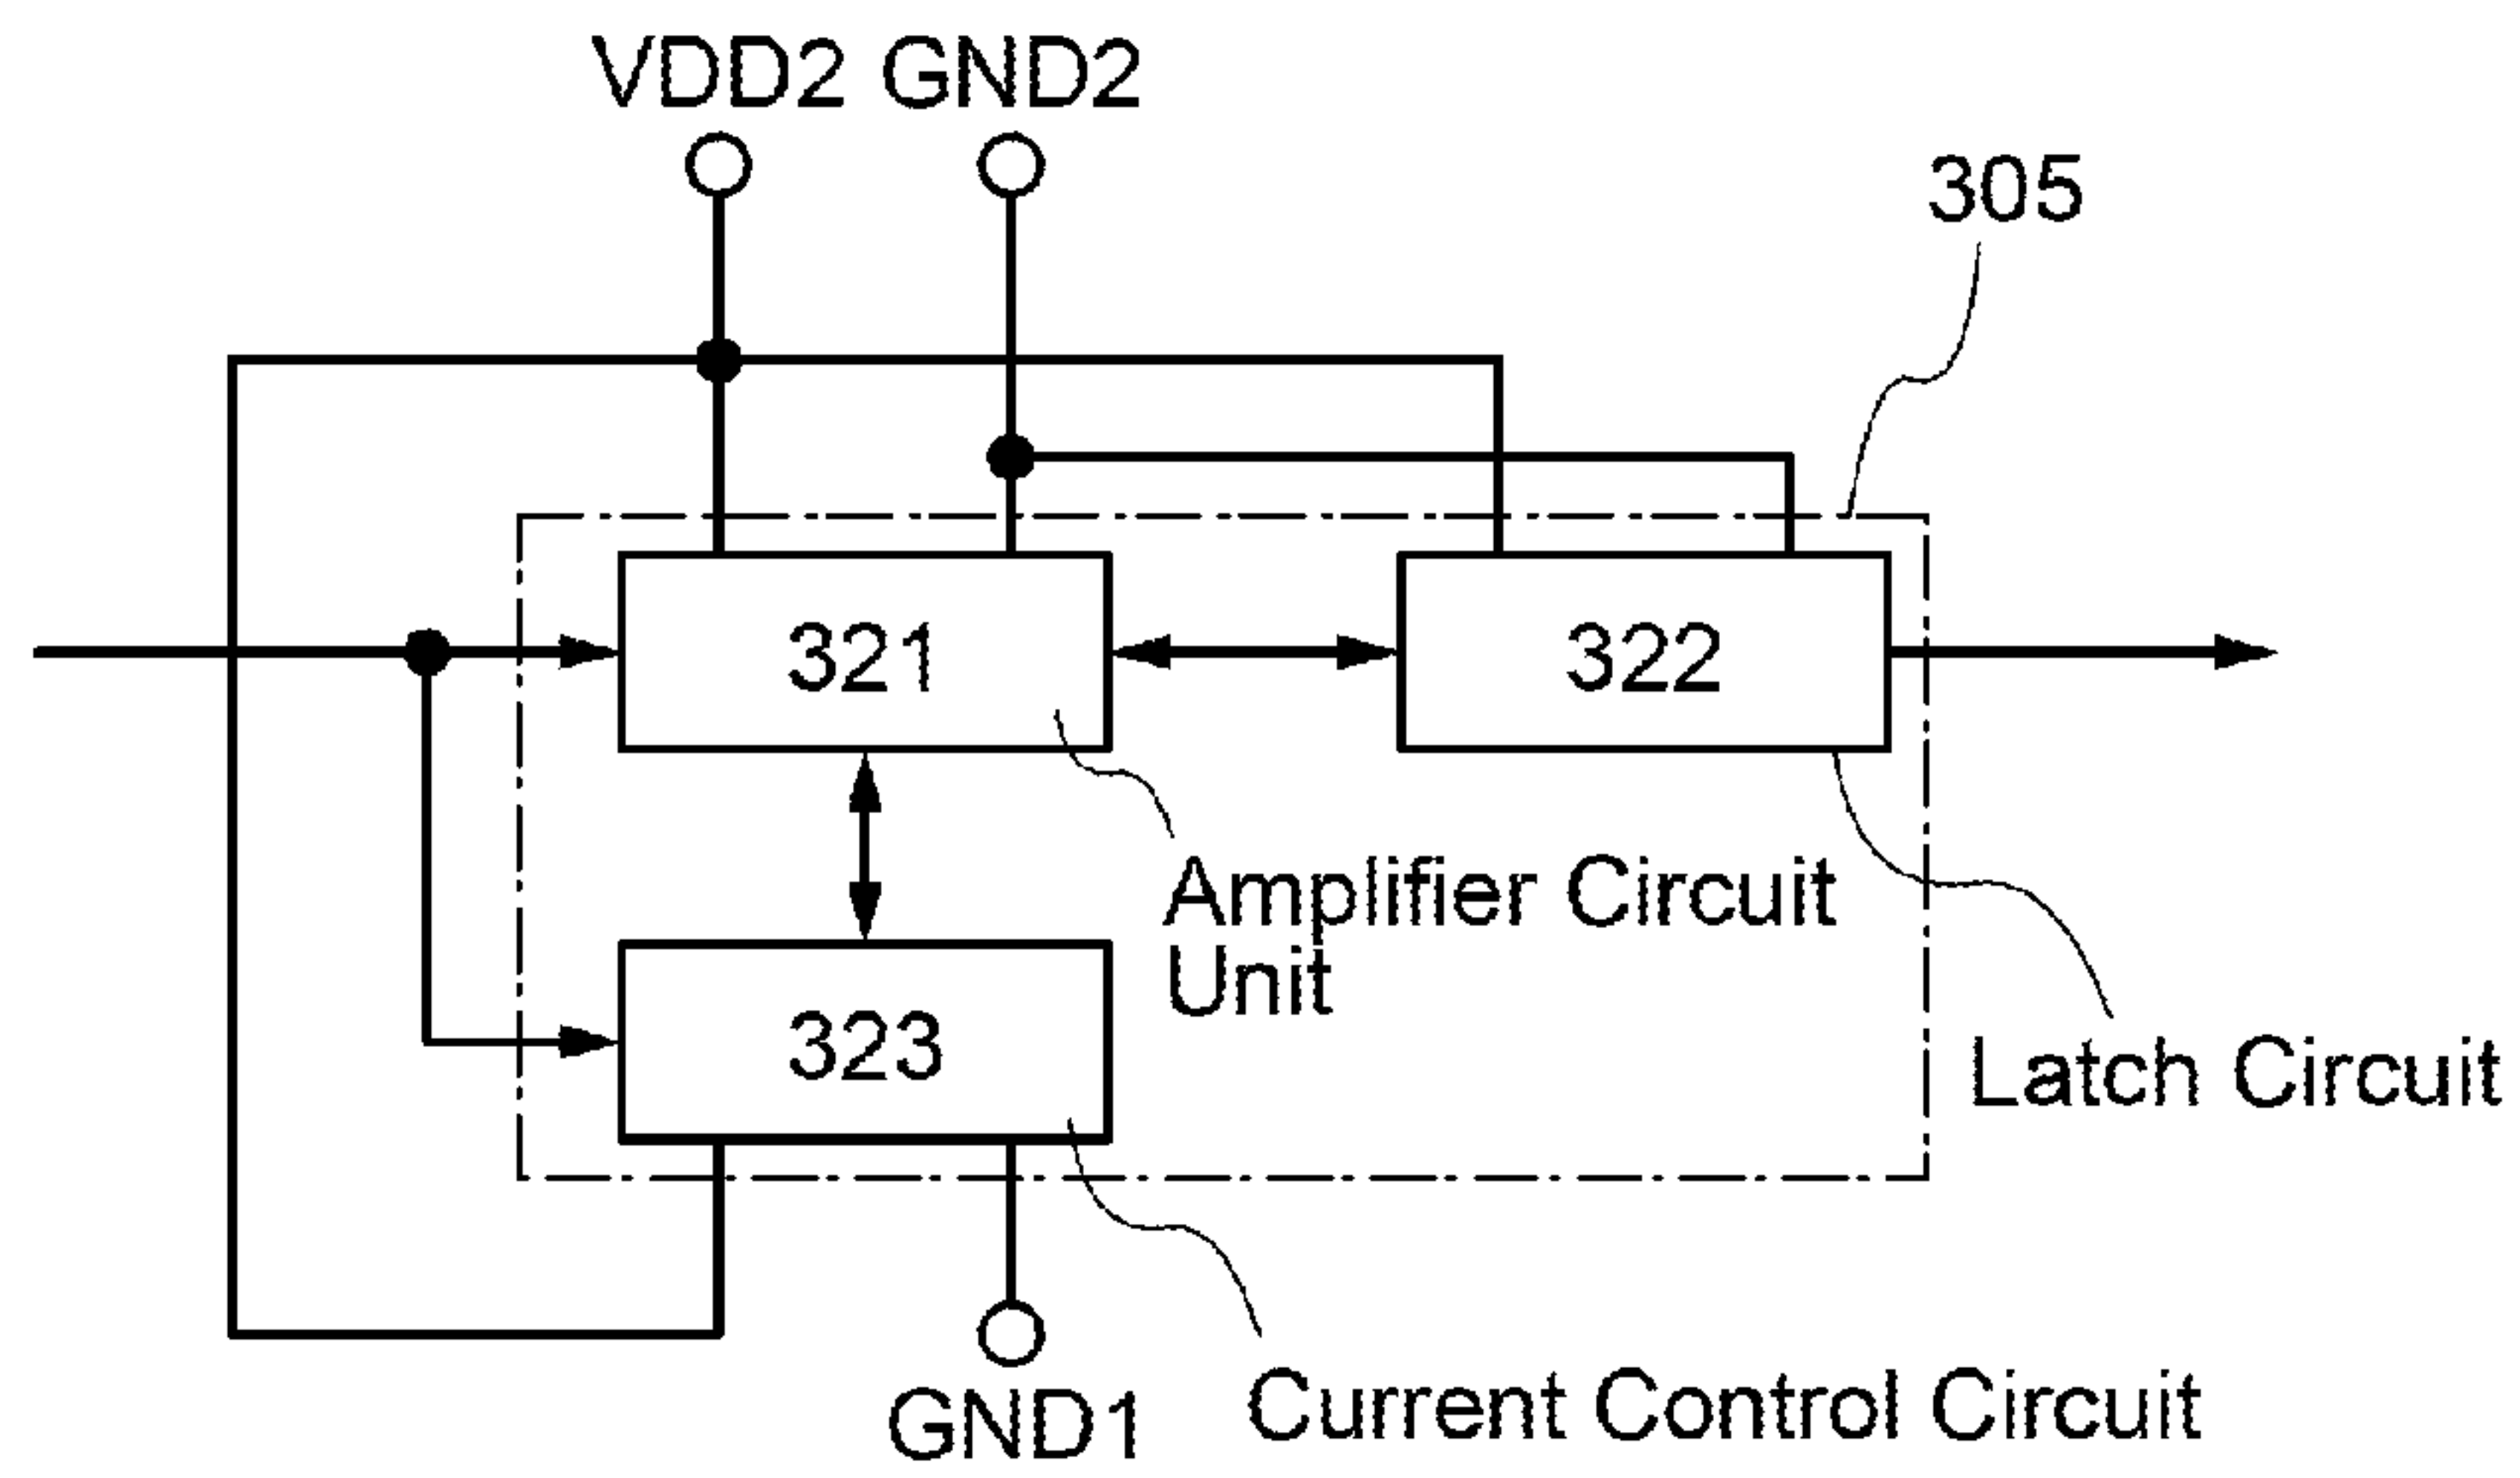 VDD2 GND2
305
321
322
Amplifier Circuit
Unit
323
Latch Circuit
Current Control Circuit
GND1